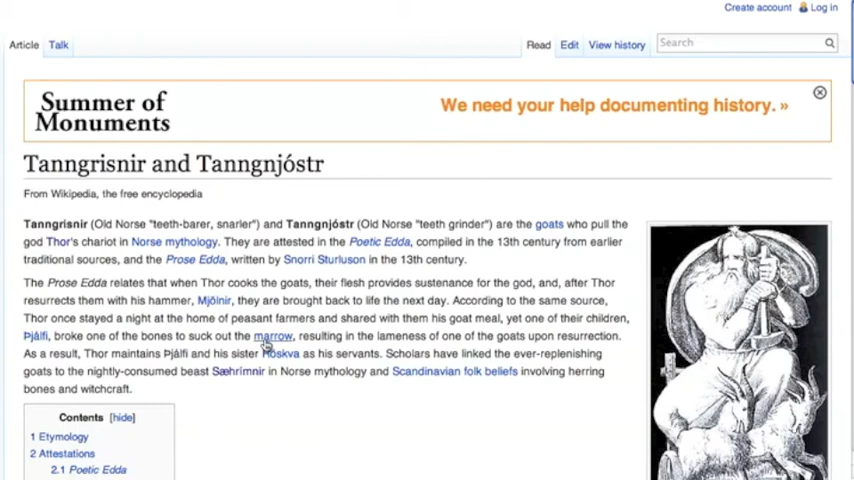 Create account Log in
Article Talk Read Edit View history Search
Summer of
Monuments
We need your help documenting history. »
Tanngrisnir and Tanngnjóstr
From Wikipedia, the free encyclopedia
Tanngrisnir (Old Norse "teeth-barer, snarler") and Tanngnjóstr (Old Norse "teeth grinder") are the goats who pull the
god Thor's chariot in Norse mythology. They are attested in the Poetic Edda, compiled in the 13th century from earlier
traditional sources, and the Prose Edda, written by Snorri Sturluson in the 13th century.
The Prose Edda relates that when Thor cooks the goats, their flesh provides sustenance for the god, and, after Thor
resurrects them with his hammer, Mjölnir, they are brought back to life the next day. According to the same source,
Thor once stayed a night at the home of peasant farmers and shared with them his goat meal, yet one of their children,
Þjálfi, broke one of the bones to suck out the marrow, resulting in the lameness of one of the goats upon resurrection.
As a result, Thor maintains Þjálfi and his sister Röskva as his servants. Scholars have linked the ever-replenishing
goats to the nightly-consumed beast Sæhrímnir in Norse mythology and Scandinavian folk beliefs involving herring
bones and witchcraft.
Contents [hide]
1 Etymology
2 Attestations
2.1 Poetic Edda